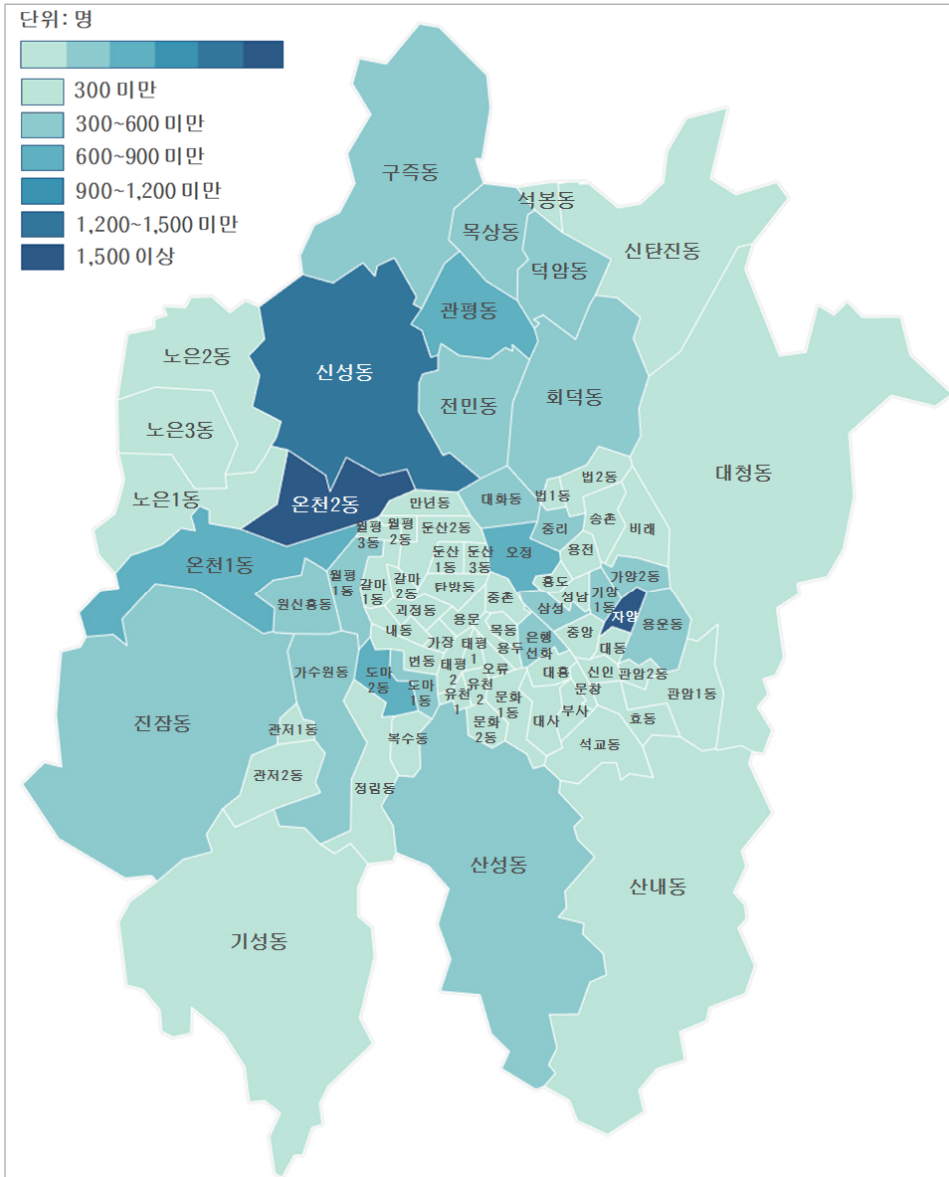 단위: 명
300 미만
300~600 미만
600~900 미만
900~1,200 미만
1,200~1,500 미만
1,500 이상
구즉동
석봉동
목상동
신탄진동
덕암동
관평동
노은2동
신성동
회덕동
전민동
노은3동
대청동
법2동
노은1동
온천2동
만년동
대화동
법1동
송촌
비래
월평
3동
월평
2동
둔산2동
중리
오정
용전
온천1동
둔산
1동
둔산
3동
월평
1동
갈마
1동
갈마
2동
탄방동
중촌
홍도
성남
기양
1동
가양2동
원신흥동
괴정동
용문
삼성
자양
용운동
내동
가장
태평
1
목동
용두
은행
선화
중앙
대동
가수원동
도마
2동
변동
태평
2
오류
대흥
신인
관암2동
도마
1동
유천
1
유천
2
문화
1동
문창
관암1동
진잠동
관저1동
복수동
문화
2동
대사
부사
효동
석교동
관저2동
정림동
산성동
산내동
기성동